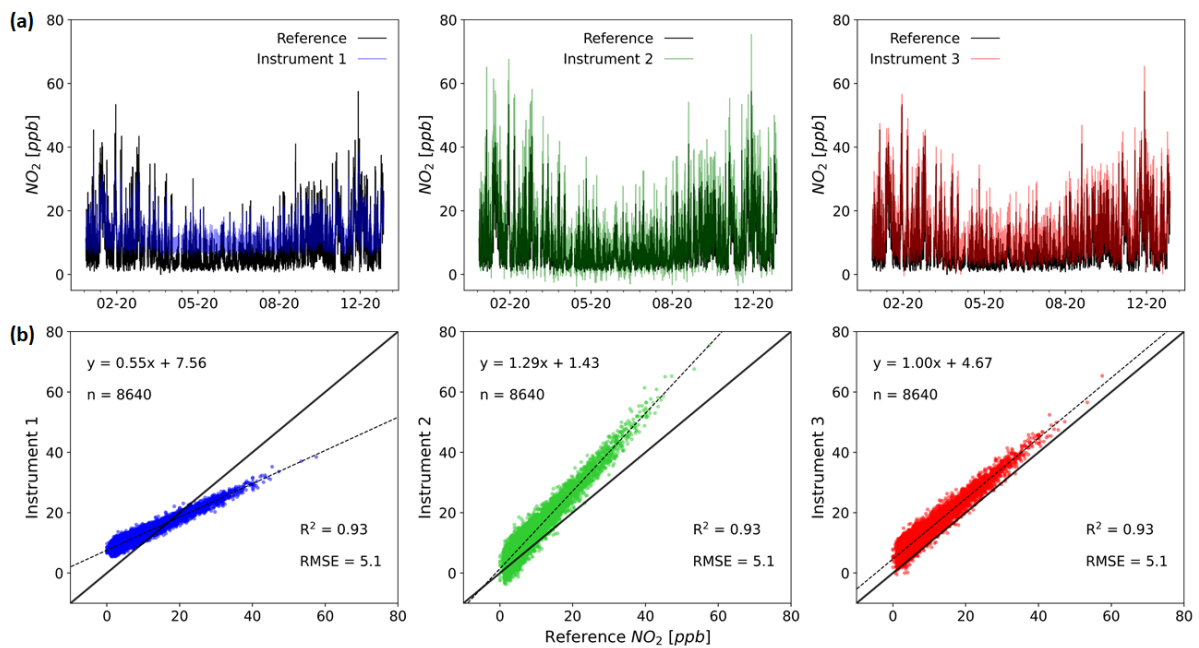 (a)
80
60
40
20
0
NO2 [ppb]
Reference
Instrument 1
02-20
05-20
08-20
12-20
80
60
40
20
0
NO2 [ppb]
Reference
Instrument 2
02-20
05-20
08-20
12-20
80
60
40
20
0
NO2 [ppb]
Reference
Instrument 3
02-20
05-20
08-20
12-20
(b)
80
60
40
20
0
Instrument 1
y = 0.55x + 7.56
n = 8640
R2 = 0.93
RMSE = 5.1
0
20
40
60
80
80
60
40
20
0
Instrument 2
y = 1.29x + 1.43
n = 8640
R2 = 0.93
RMSE = 5.1
0
20
40
60
80
80
60
40
20
0
Instrument 3
y = 1.00x + 4.67
n = 8640
R2 = 0.93
RMSE = 5.1
0
20
40
60
80
Reference NO2 [ppb]